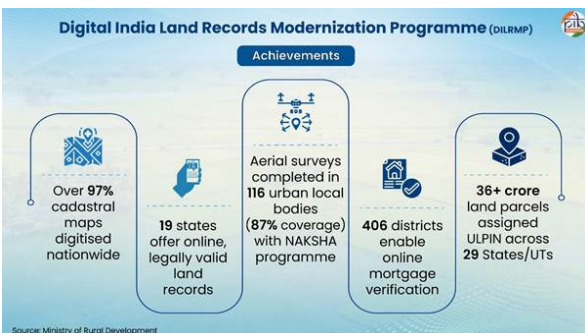 Digital India Land Records Modernization Programme (DILRMP)
Achievements
Over 97%
cadastral
maps
digitised
nationwide
19 states
offer online,
legally valid
land
records
Aerial surveys
completed in
116 urban local
bodies
(87% coverage)
with NAKSHA
programme
406 districts
enable
online
mortgage
verification
36+ crore
land parcels
assigned
ULPIN across
29 States/UTs
Source: Ministry of Rural Development